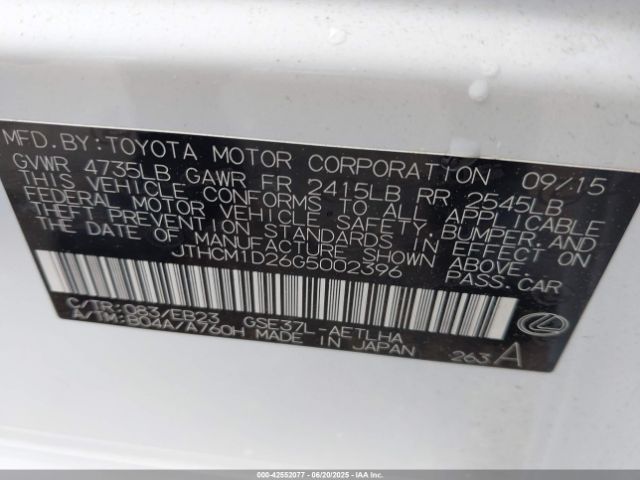 MFD.BY:TOYOTA MOTOR CORPORATION 09/15
GVWR 4735LB GAWR FR 2415LB RR 2545LB
THIS VEHICLE CONFORMS TO ALL APPLICABLE
FEDERAL MOTOR VEHICLE SAFETY, BUMPER, AND
THEFT PREVENTION STANDARDS IN EFFECT ON
THE DATE OF MANUFACTURE SHOWN ABOVE.
JTHCM1D26G5002396 PASS.CAR
C/TR:083/EB23 GSE37L-AETLHA
A/TM:B04A/A760H MADE IN JAPAN 263 A
000-42552077 - 06/20/2025 - IAAI.COM